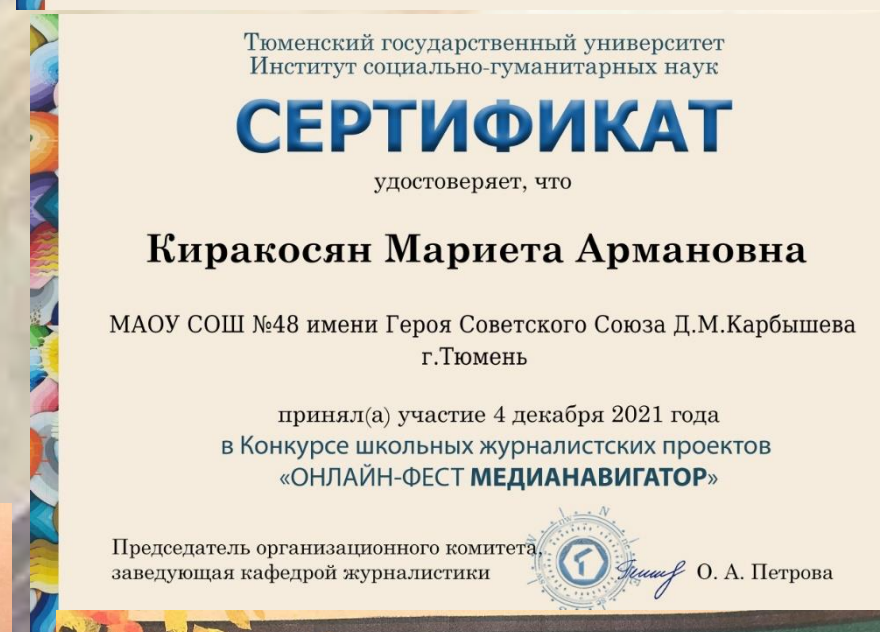 Тюменский государственный университет
Институт социально-гуманитарных наук
СЕРТИФИКАТ
удостоверяет, что
Киракосян Мариета Армановна
МАОУ СОШ №48 имени Героя Советского Союза Д.М.Карбышева
г.Тюмень
принял(а) участие 4 декабря 2021 года
в Конкурсе школьных журналистских проектов
«ОНЛАЙН-ФЕСТ МЕДИАНАВИГАТОР»
Председатель организационного комитета,
заведующая кафедрой журналистики О. А. Петрова